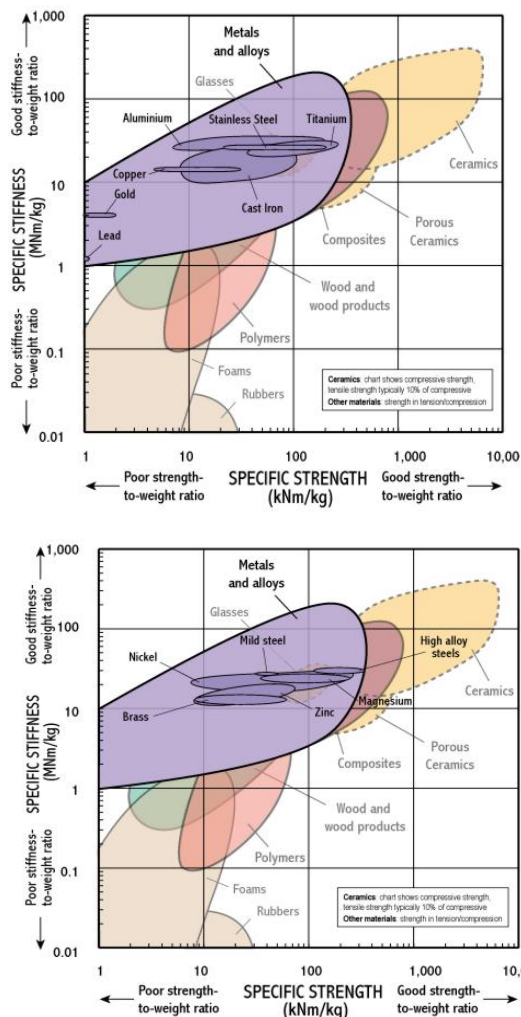 1,000
Good stiffness-
to-weight ratio
Metals
and alloys
Glasses
100
Aluminium
Stainless Steel
Titanium
Copper
SPECIFIC STIFFNESS
(MNm/kg)
10
Ceramics
Gold
Cast Iron
Porous
Ceramics
Lead
Composites
1
Wood and
wood products
Poor stiffness-
to-weight ratio
Polymers
0.1
Foams
Ceramics: chart shows compressive strength,
tensile strength typically 10% of compressive
Other materials: strength in tension/compression
Rubbers
0.01
1 10 100 1,000 10,00
Poor strength-
to-weight ratio
SPECIFIC STRENGTH
(kNm/kg)
Good strength-
to-weight ratio
1,000
Good stiffness-
to-weight ratio
Metals
and alloys
Glasses
100
Mild steel
High alloy
steels
Nickel
SPECIFIC STIFFNESS
(MNm/kg)
Ceramics
10
Brass
Zinc
Magnesium
Porous
Ceramics
Composites
1
Wood and
wood products
Poor stiffness-
to-weight ratio
Polymers
0.1
Foams
Ceramics: chart shows compressive strength,
tensile strength typically 10% of compressive
Other materials: strength in tension/compression
Rubbers
0.01
1 10 100 1,000 10,0
Poor strength-
to-weight ratio
SPECIFIC STRENGTH
(kNm/kg)
Good strength-
to-weight ratio